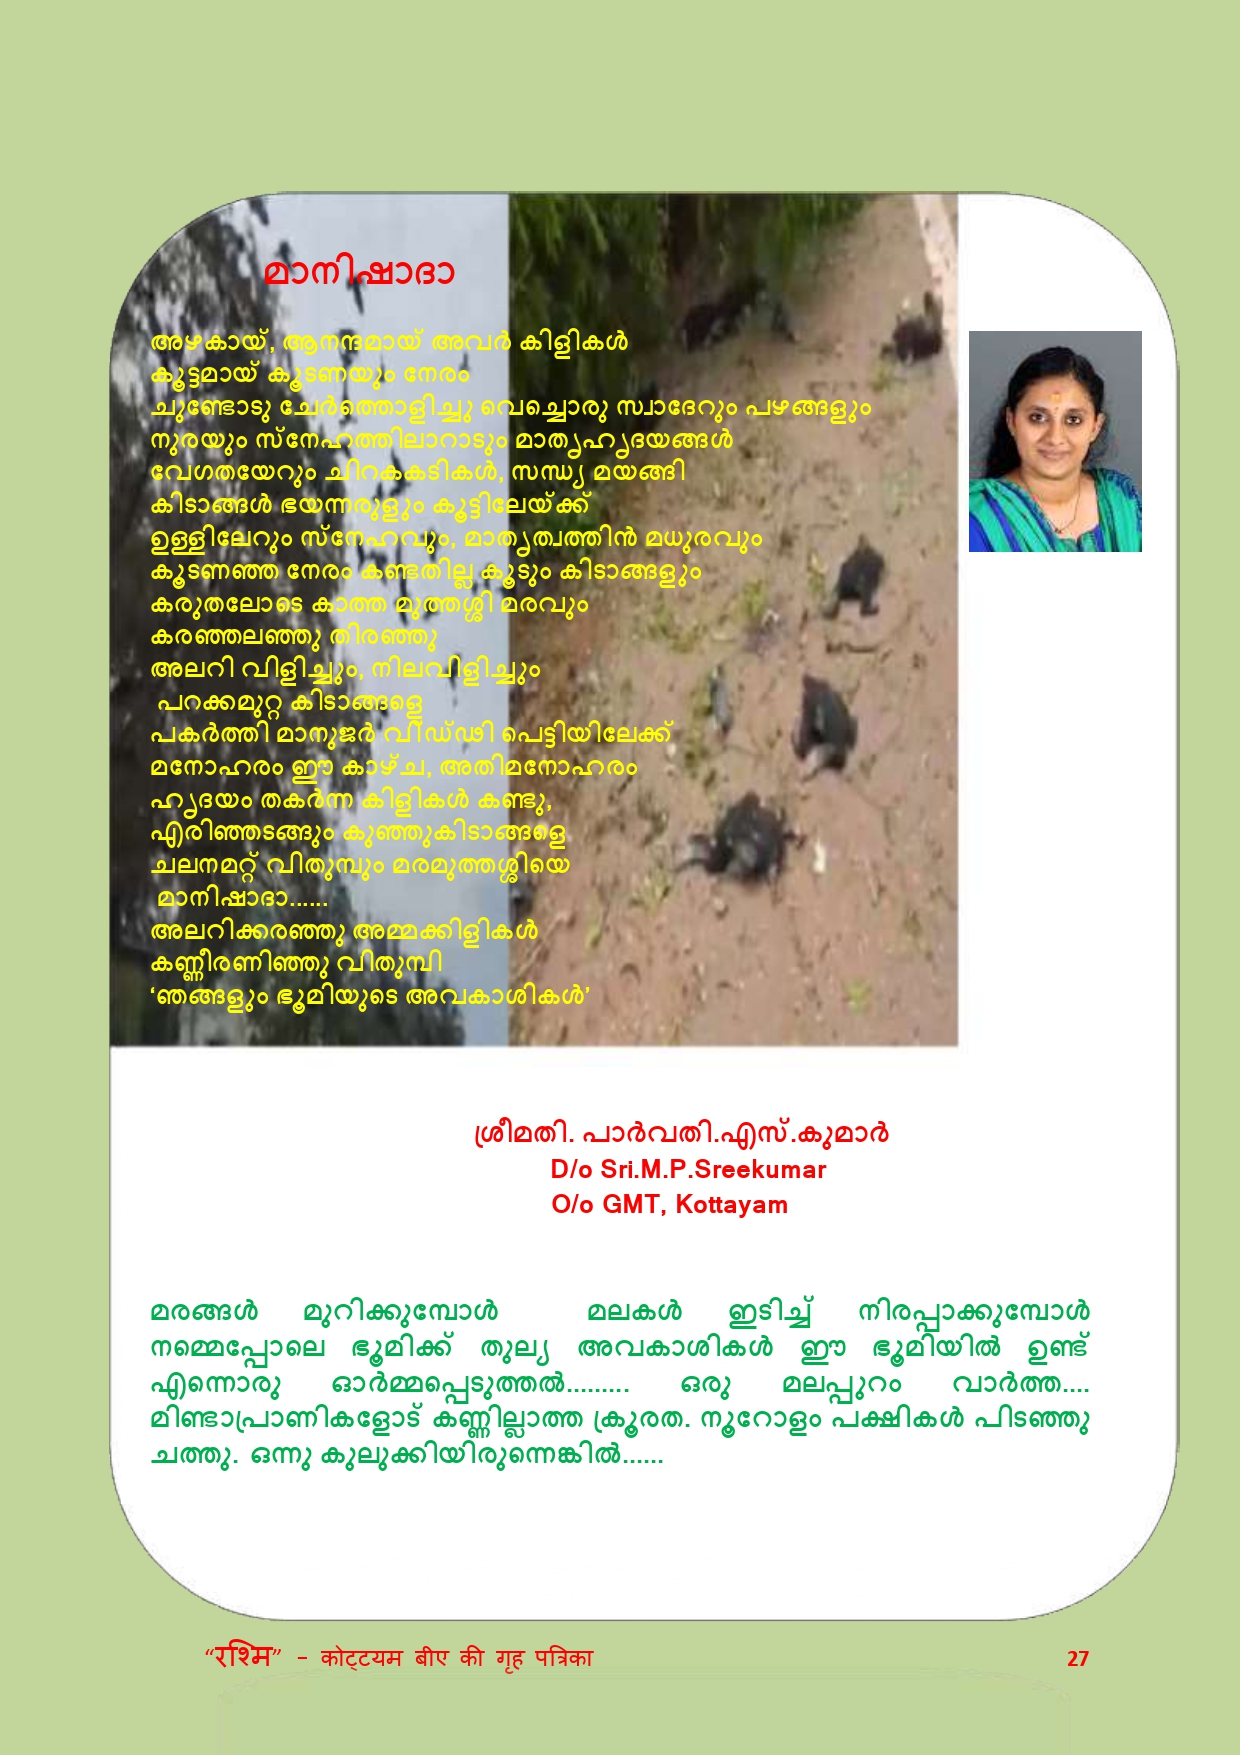 മാനിഷാദാ
അഴകായ്, ആനന്ദമായ് അവർ കിളികൾ
കൂട്ടമായ് കൂടണയും നേരം
ചുണ്ടോടു ചേർത്തൊളിച്ചു വെച്ചൊരു സ്വാദേറും പഴങ്ങളും
നുരയും സ്നേഹത്തിലാറാടും മാതൃഹൃദയങ്ങൾ
വേഗതയേറും ചിറകകടികൾ, സന്ധ്യ മയങ്ങി
കിടാങ്ങൾ ഭയന്നരുളും കൂട്ടിലേയ്ക്ക്
ഉള്ളിലേറും സ്നേഹവും, മാതൃത്വത്തിൻ മധുരവും
കൂടണഞ്ഞ നേരം കണ്ടതില്ല കൂടും കിടാങ്ങളും
കരുതലോടെ കാത്ത മുത്തശ്ശി മരവും
കരഞ്ഞലഞ്ഞു തിരഞ്ഞു
അലറി വിളിച്ചും, നിലവിളിച്ചും
പറക്കമുറ്റ കിടാങ്ങളെ
പകർത്തി മാനുജർ വിഡ്ഢി പെട്ടിയിലേക്ക്
മനോഹരം ഈ കാഴ്ച, അതിമനോഹരം
ഹൃദയം തകർന്ന കിളികൾ കണ്ടു,
എരിഞ്ഞടങ്ങും കുഞ്ഞുകിടാങ്ങളെ
ചലനമറ്റ് വിതുമ്പും മരമുത്തശ്ശിയെ
മാനിഷാദാ......
അലറിക്കരഞ്ഞു അമ്മക്കിളികൾ
കണ്ണീരണിഞ്ഞു വിതുമ്പി
‘ഞങ്ങളും ഭൂമിയുടെ അവകാശികൾ’
ശ്രീമതി. പാർവതി.എസ്.കുമാർ
D/o Sri.M.P.Sreekumar
O/o GMT, Kottayam
മരങ്ങൾ മുറിക്കുമ്പോൾ മലകൾ ഇടിച്ച് നിരപ്പാക്കുമ്പോൾ
നമ്മെപ്പോലെ ഭൂമിക്ക് തുല്യ അവകാശികൾ ഈ ഭൂമിയിൽ ഉണ്ട്
എന്നൊരു ഓർമ്മപ്പെടുത്തൽ......... ഒരു മലപ്പുറം വാർത്ത....
മിണ്ടാപ്രാണികളോട് കണ്ണില്ലാത്ത ക്രൂരത. നൂറോളം പക്ഷികൾ പിടഞ്ഞു
ചത്തു. ഒന്നു കുലുക്കിയിരുന്നെങ്കിൽ......
“रश्मि” – कोट्टयम बीए की गृह पत्रिका 27